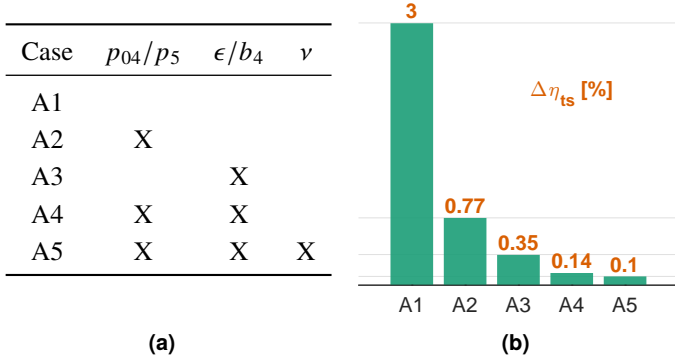 Case p₀₄/p₅ ϵ/b₄ ν
A1
A2 X
A3 X
A4 X X
A5 X X X
(a)
3
Δη_ts [%]
0.77
0.35
0.14
0.1
A1 A2 A3 A4 A5
(b)